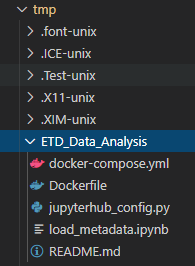 tmp
.font-unix
.ICE-unix
.Test-unix
.X11-unix
.XIM-unix
ETD_Data_Analysis
docker-compose.yml
Dockerfile
jupyterhub_config.py
load_metadata.ipynb
README.md